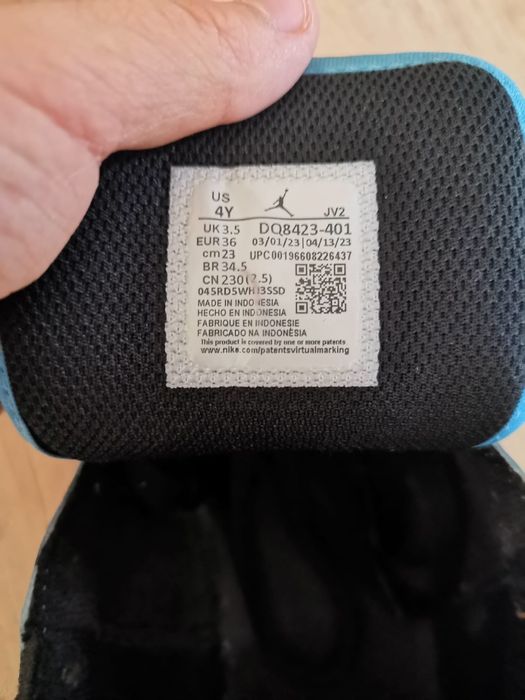 US
4Y JV2
UK 3.5 DQ8423-401
EUR 36 03/01/23 | 04/13/23
cm 23 UPC 00196608226437
BR 34.5
CN 230(2.5)
MADE IN INDONESIA
HECHO EN INDONESIA
FABRIQUE EN INDONESIE
FABRICADO NA INDONÉSIA
This product is covered by one or more patents
www.nike.com/patentsvirtualmarking